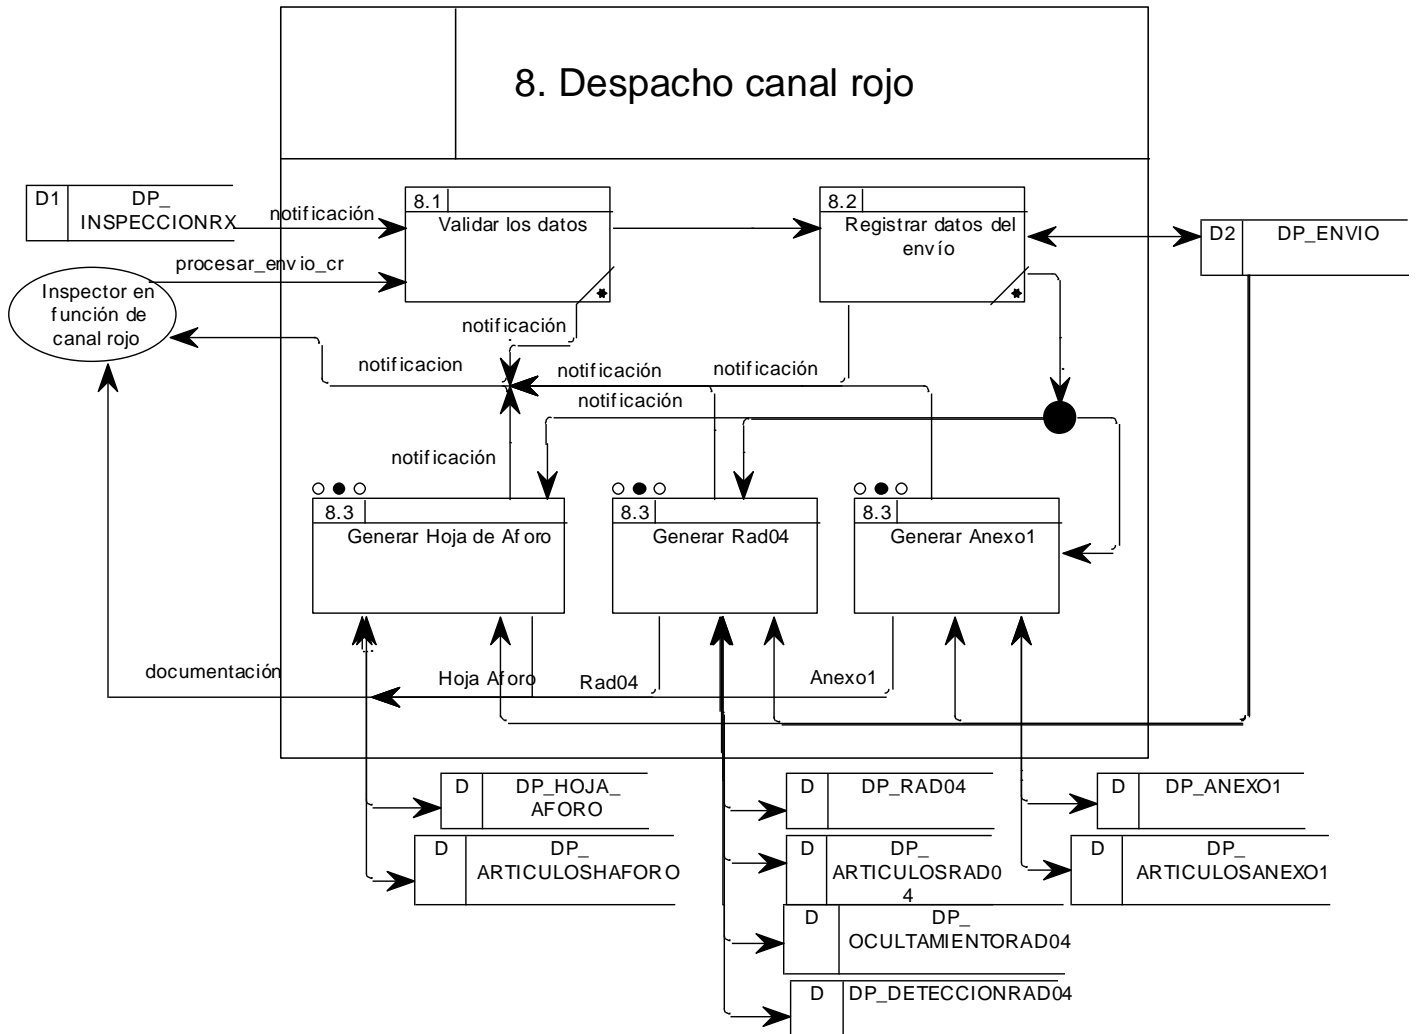 8. Despacho canal rojo
D1
DP_
INSPECCIONRX
notificación
procesar_envio_cr
Inspector en
función de
canal rojo
8.1
Validar los datos
8.2
Registrar datos del
envío
D2
DP_ENVIO
notificación
notificacion
notificación
notificación
notificación
notificación
8.3
Generar Hoja de Aforo
8.3
Generar Rad04
8.3
Generar Anexo1
documentación
Hoja Aforo
Rad04
Anexo1
D
DP_HOJA_
AFORO
D
DP_RAD04
D
DP_ANEXO1
D
DP_
ARTICULOSHAFORO
D
DP_
ARTICULOSRAD0
4
D
DP_
ARTICULOSANEXO1
D
DP_
OCULTAMIENTORAD04
D
DP_DETECCIONRAD04